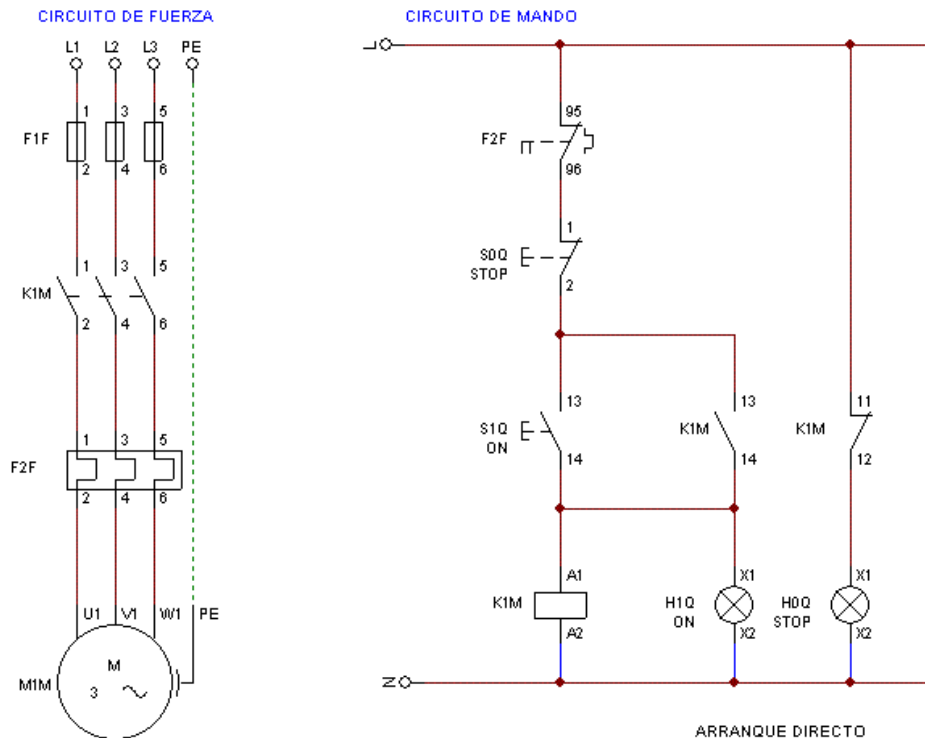 CIRCUITO DE FUERZA
L1 L2 L3 PE
1 3 5
F1F
2 4 6
1 3 5
K1M
2 4 6
1 3 5
F2F
2 4 6
U1 V1 W1 PE
M1M
M
3
CIRCUITO DE MANDO
L
95
F2F
96
1
S0Q
STOP
2
13
S1Q
ON
14
13
K1M
14
11
K1M
12
A1
K1M
A2
X1
H1Q
ON
X2
X1
H0Q
STOP
X2
N
ARRANQUE DIRECTO